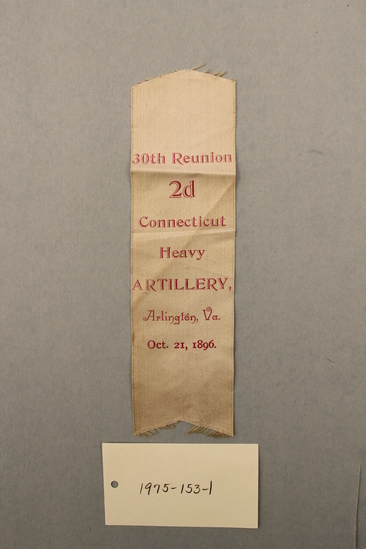 30th Reunion
2d
Connecticut
Heavy
ARTILLERY,
Arlington, Va.
Oct. 21, 1896.
1975-153-1